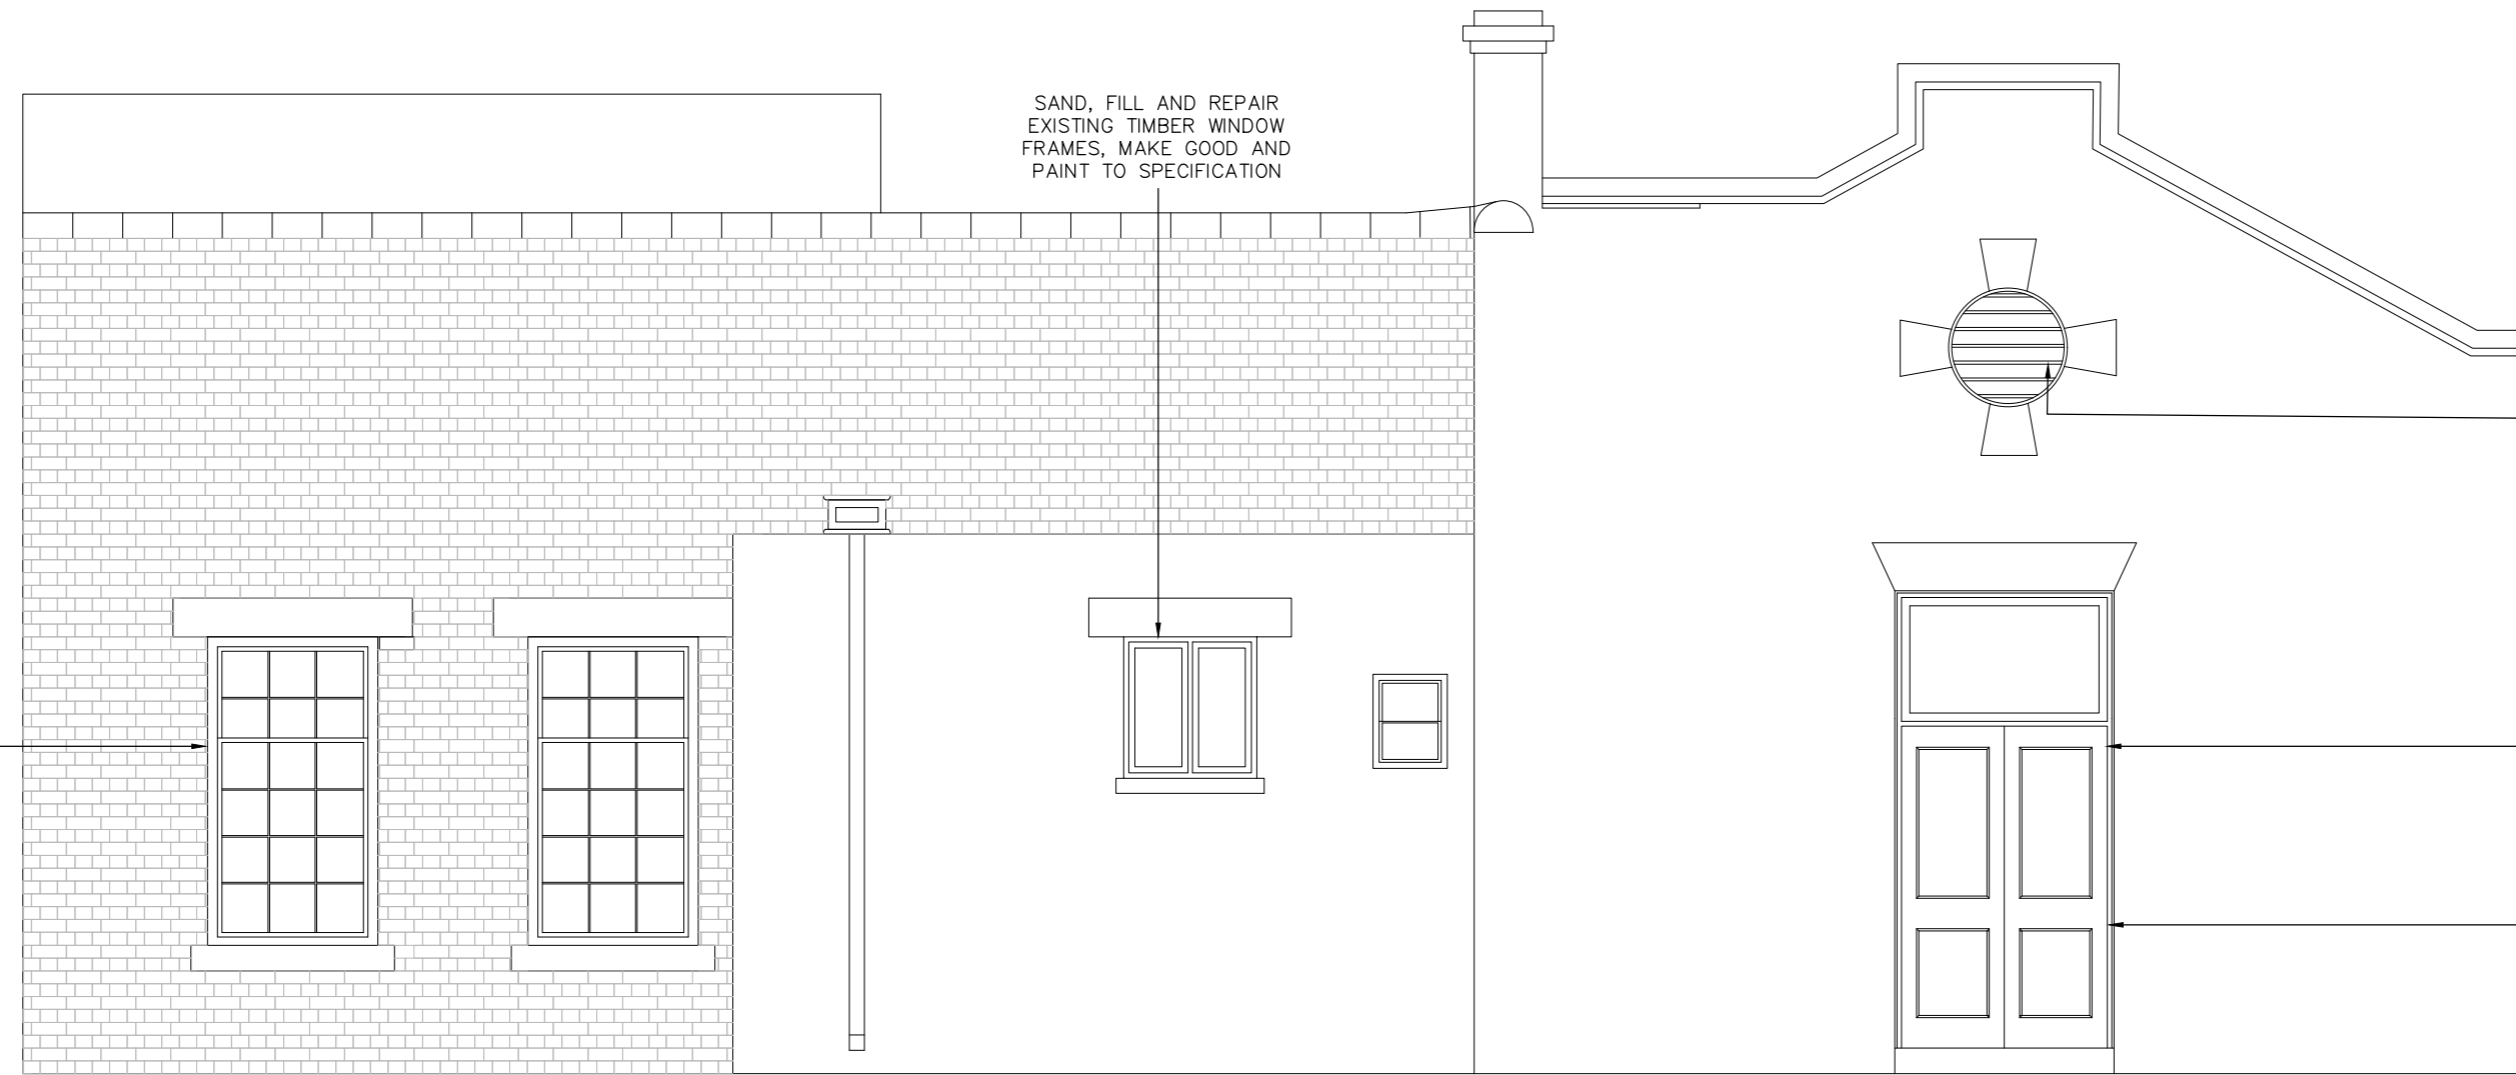 SAND, FILL AND REPAIR
EXISTING TIMBER WINDOW
FRAMES, MAKE GOOD AND
PAINT TO SPECIFICATION